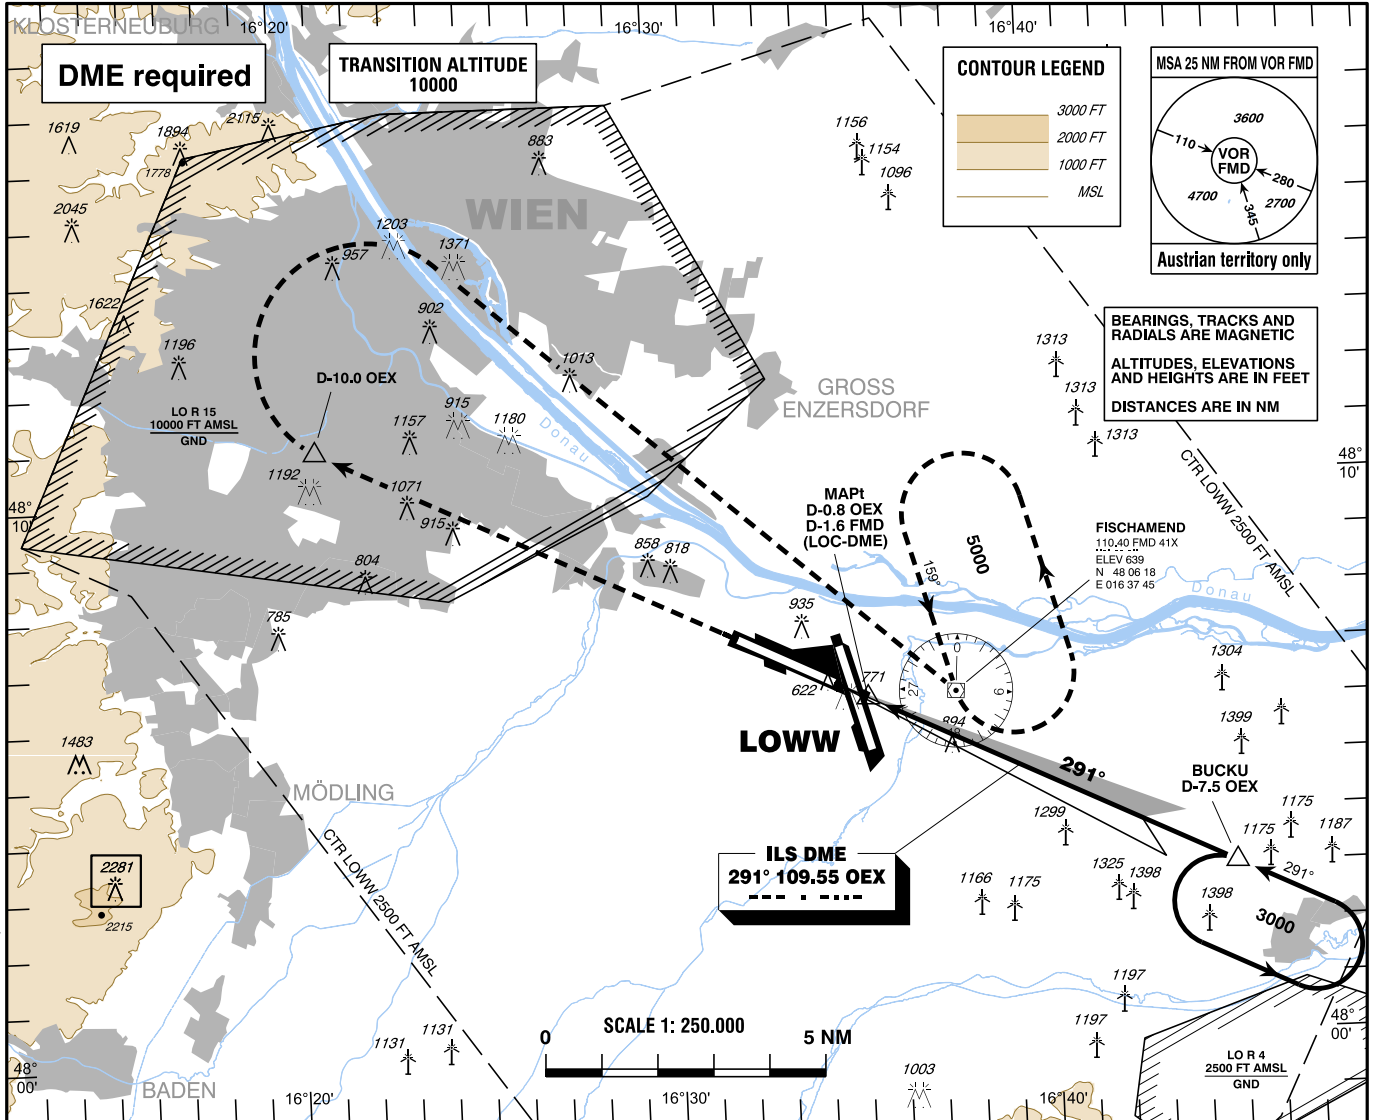 KLOSTERNEUBURG
16°20'
16°30'
16°40'
DME required
TRANSITION ALTITUDE
10000
CONTOUR LEGEND
3000 FT
2000 FT
1000 FT
MSL
MSA 25 NM FROM VOR FMD
3600
110
VOR
FMD
280
4700
2700
345
Austrian territory only
1619
1894
2115
1778
883
1156
1154
1096
2045
WIEN
1203
1371
957
1622
902
1196
1013
D-10.0 OEX
GROSS
ENZERSDORF
BEARINGS, TRACKS AND
RADIALS ARE MAGNETIC
ALTITUDES, ELEVATIONS
AND HEIGHTS ARE IN FEET
DISTANCES ARE IN NM
1313
1313
1313
LO R 15
10000 FT AMSL
GND
1157
915
1180
Donau
1192
1071
915
48°
10'
48°
10'
CTR LOWW 2500 FT AMSL
MAPt
D-0.8 OEX
D-1.6 FMD
(LOC-DME)
5000
159°
FISCHAMEND
110.40 FMD 41X
ELEV 639
N 48 06 18
E 016 37 45
Donau
804
858
818
785
935
622
771
0
27
9
18
894
1304
1399
LOWW
291°
1483
MÖDLING
BUCKU
D-7.5 OEX
1299
1175
1175
1187
291°
ILS DME
291° 109.55 OEX
1166
1175
1325
1398
1398
3000
2281
2215
CTR LOWW 2500 FT AMSL
1197
1197
48°
00'
48°
00'
1131
1131
SCALE 1: 250.000
0
5 NM
1003
LO R 4
2500 FT AMSL
GND
BADEN
16°20'
16°30'
16°40'